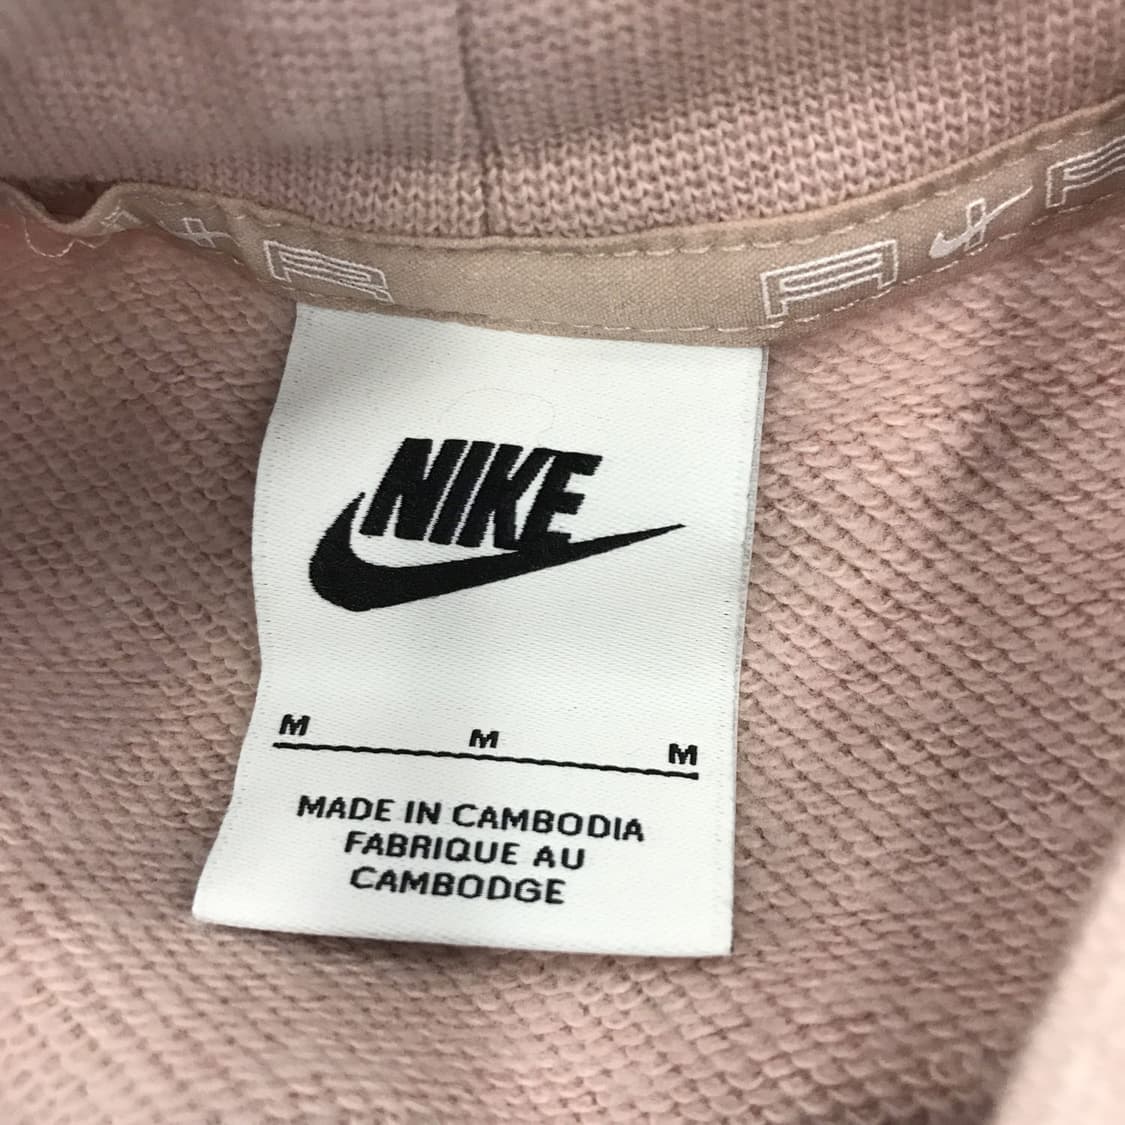 NIKE
M M M
MADE IN CAMBODIA
FABRIQUE AU
CAMBODGE